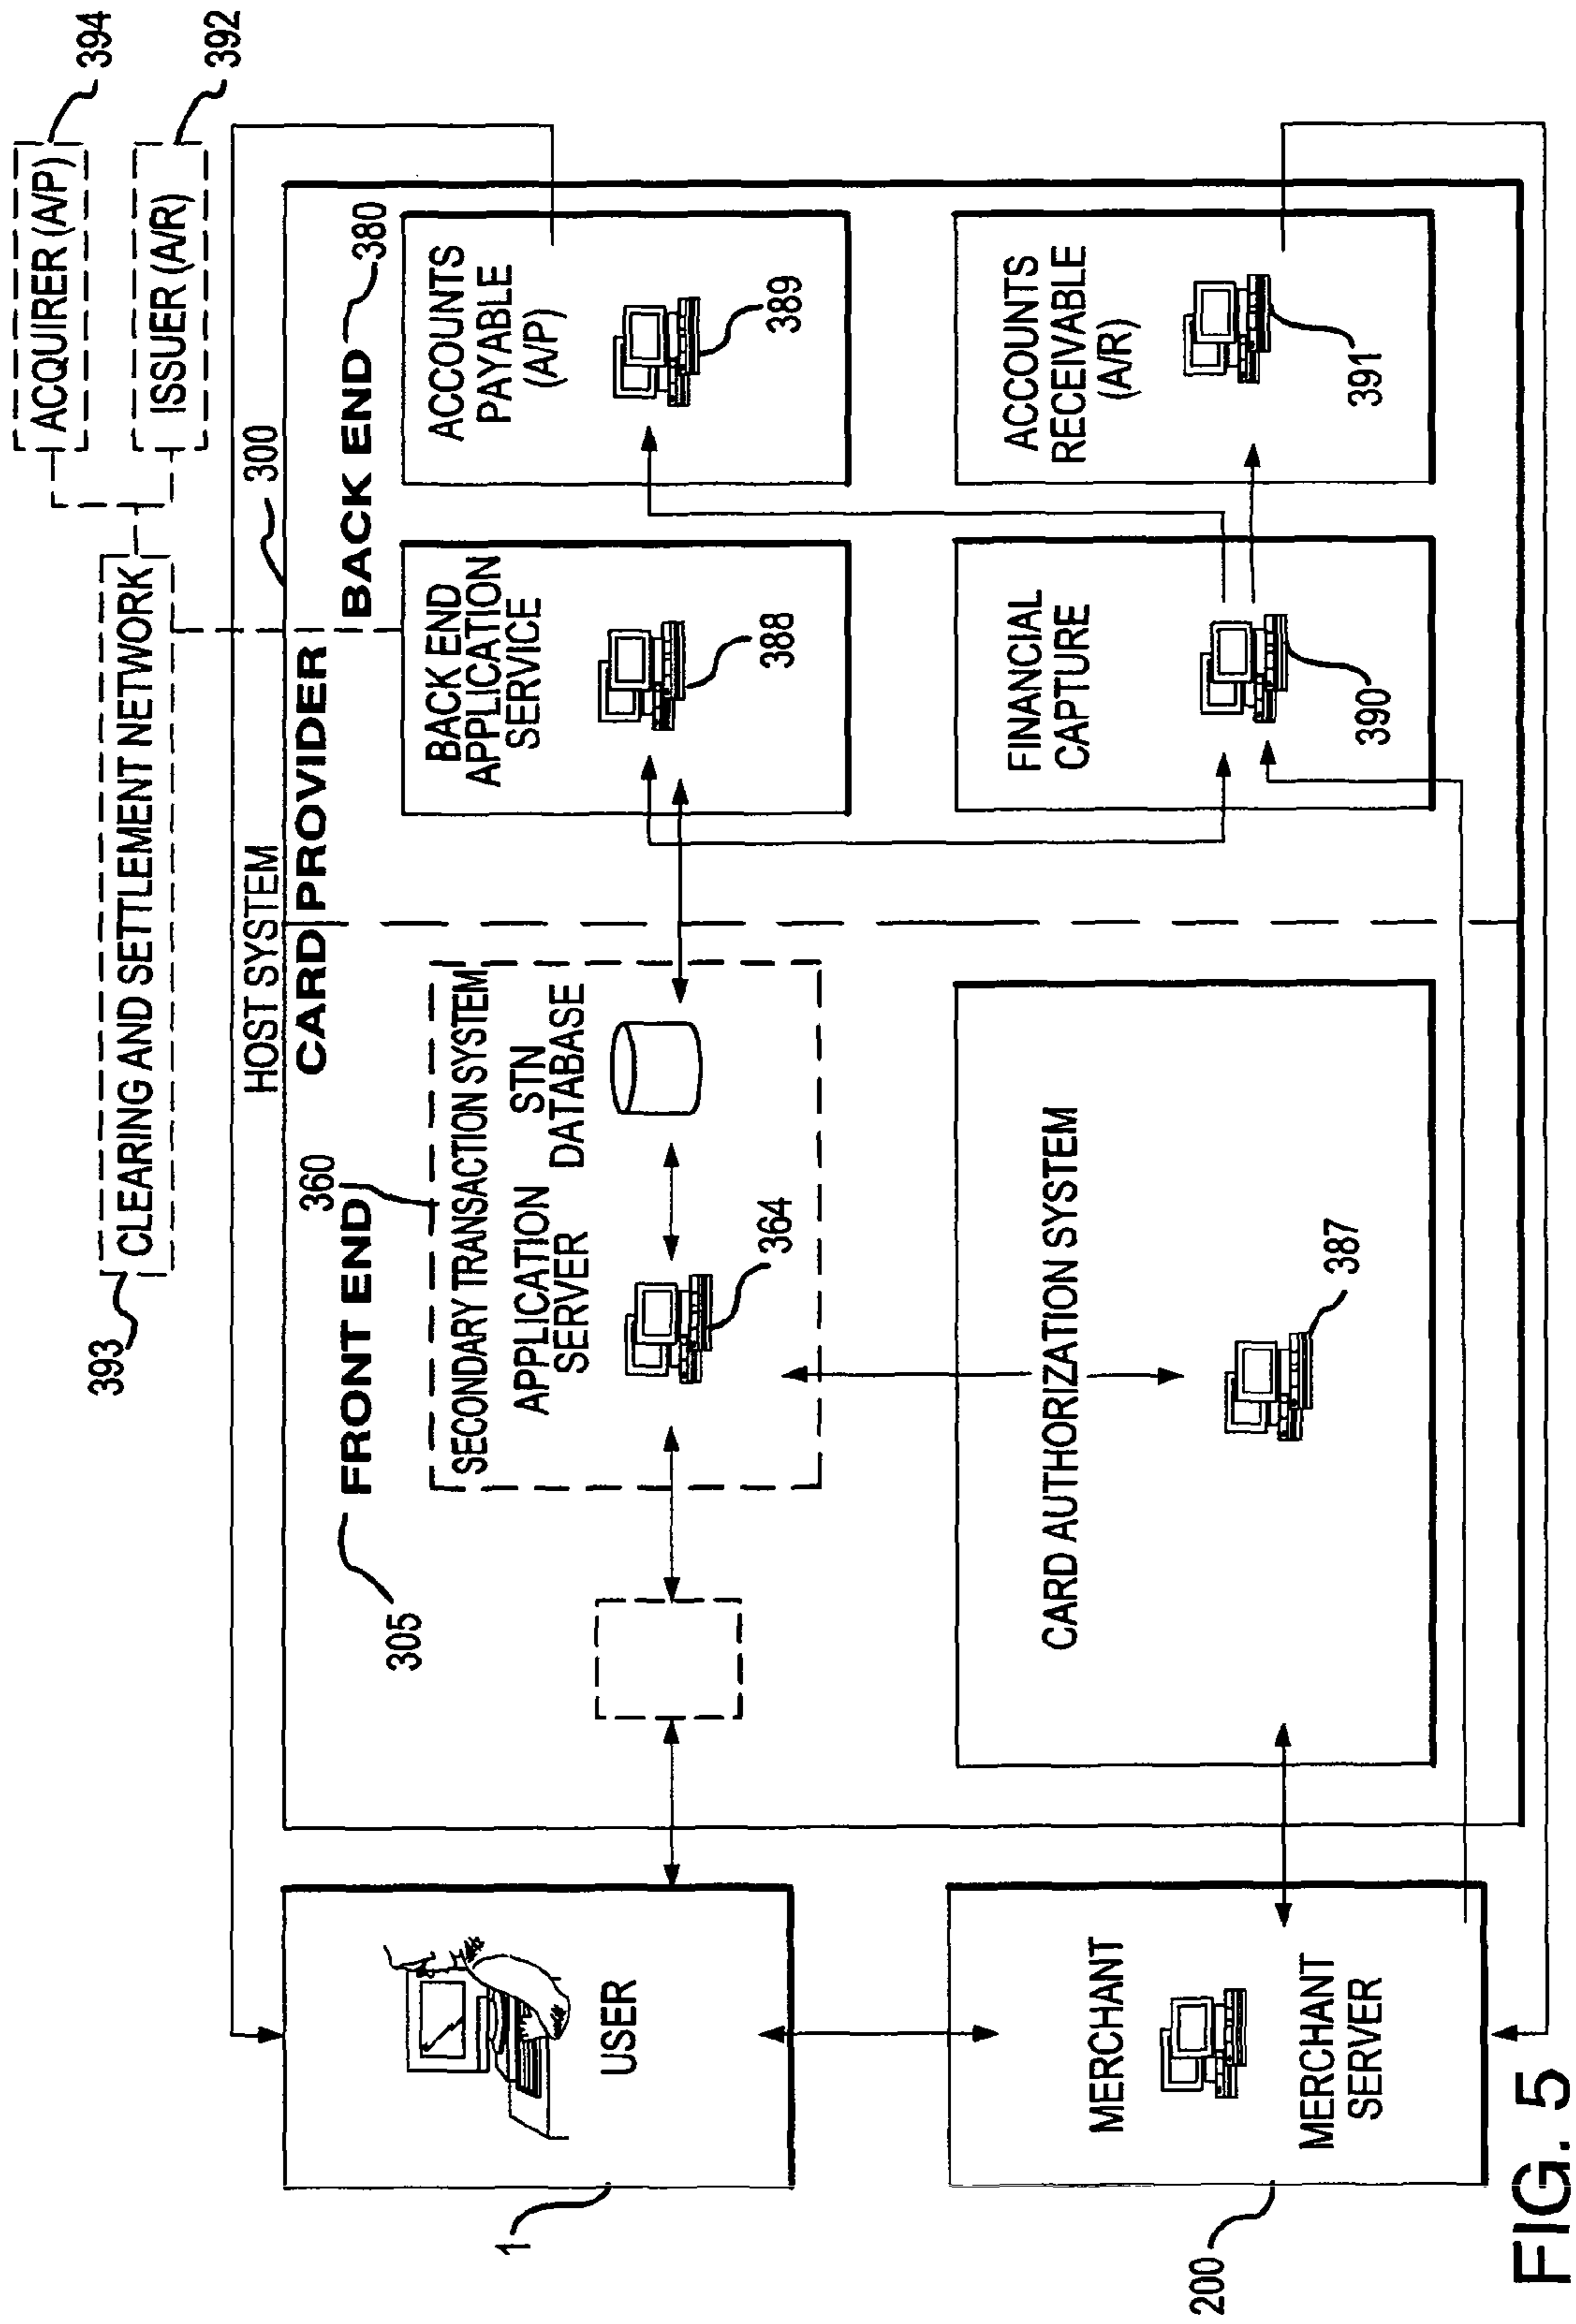 394
ACQUIRER (A/P)
392
ISSUER (A/R)
393
CLEARING AND SETTLEMENT NETWORK
HOST SYSTEM
300
CARD PROVIDER
305
FRONT END
360
BACK END
380
SECONDARY TRANSACTION SYSTEM
APPLICATION
SERVER
364
STN
DATABASE
BACK END
APPLICATION
SERVICE
388
ACCOUNTS
PAYABLE
(A/P)
389
1
USER
CARD AUTHORIZATION SYSTEM
387
FINANCIAL
CAPTURE
390
ACCOUNTS
RECEIVABLE
(A/R)
391
200
MERCHANT
MERCHANT
SERVER
FIG. 5